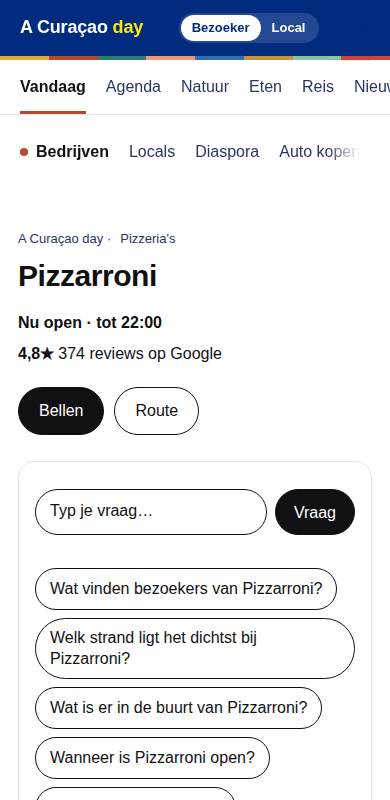 A Curaçao day
Bezoeker Local
Vandaag Agenda Natuur Eten Reis Nieuw
Bedrijven Locals Diaspora Auto kopen
A Curaçao day · Pizzeria's
Pizzarroni
Nu open · tot 22:00
4,8★ 374 reviews op Google
Bellen Route
Typ je vraag… Vraag
Wat vinden bezoekers van Pizzarroni?
Welk strand ligt het dichtst bij
Pizzarroni?
Wat is er in de buurt van Pizzarroni?
Wanneer is Pizzarroni open?